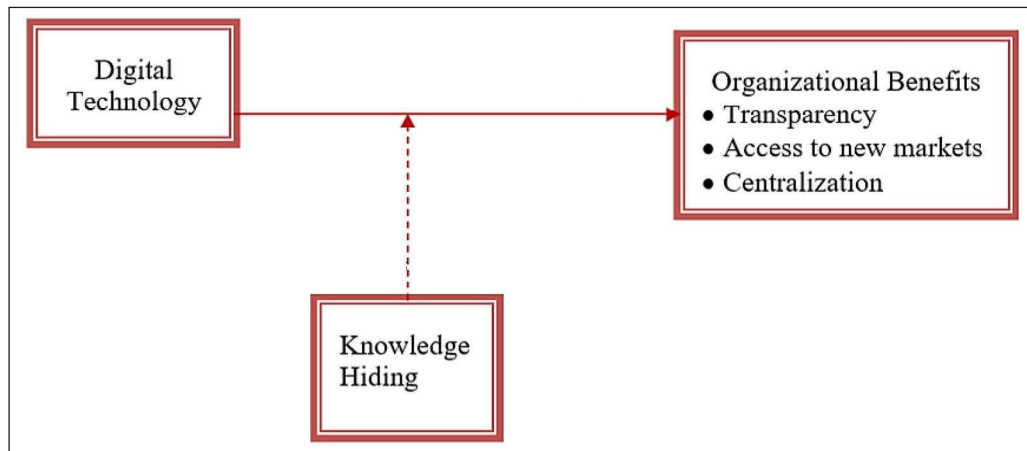 Digital
Technology
Organizational Benefits
• Transparency
• Access to new markets
• Centralization
Knowledge
Hiding